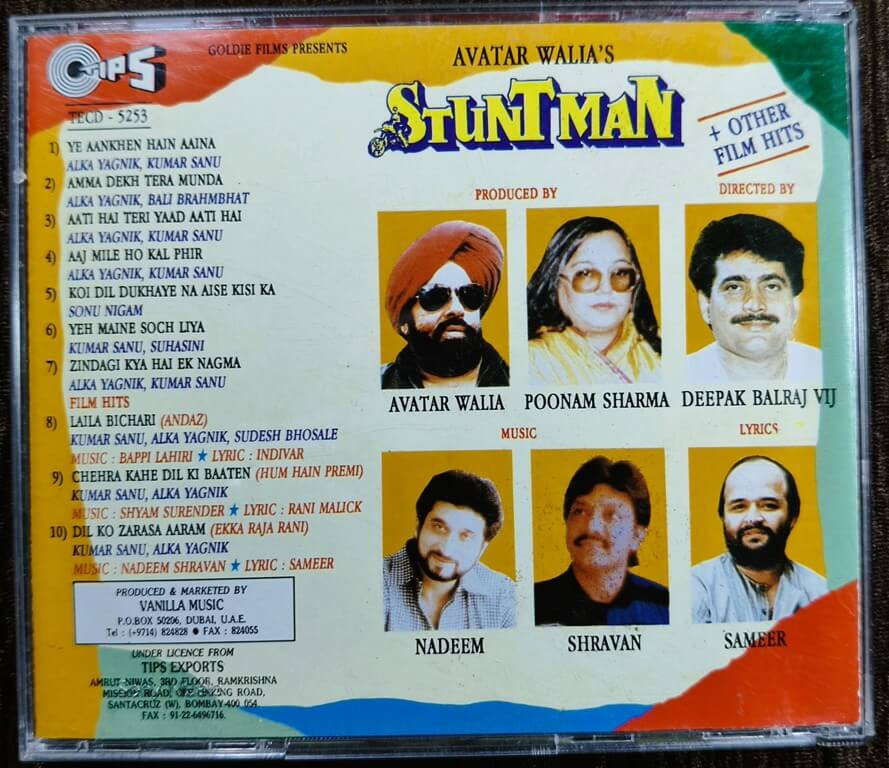 TIPS
GOLDIE FILMS PRESENTS
AVATAR WALIA'S
STUNTMAN
+ OTHER
FILM HITS
TECD - 5253
1) YE AANKHEN HAIN AAINA
ALKA YAGNIK, KUMAR SANU
2) AMMA DEKH TERA MUNDA
ALKA YAGNIK, BALI BRAHMBHAT
3) AATI HAI TERI YAAD AATI HAI
ALKA YAGNIK, KUMAR SANU
4) AAJ MILE HO KAL PHIR
ALKA YAGNIK, KUMAR SANU
5) KOI DIL DUKHAYE NA AISE KISI KA
SONU NIGAM
6) YEH MAINE SOCH LIYA
KUMAR SANU, SUHASINI
7) ZINDAGI KYA HAI EK NAGMA
ALKA YAGNIK, KUMAR SANU
FILM HITS
8) LAILA BICHARI (ANDAZ)
KUMAR SANU, ALKA YAGNIK, SUDESH BHOSALE
MUSIC : BAPPI LAHIRI ★ LYRIC : INDIVAR
9) CHEHRA KAHE DIL KI BAATEN (HUM HAIN PREMI)
KUMAR SANU, ALKA YAGNIK
MUSIC : SHYAM SURENDER ★ LYRIC : RANI MALICK
10) DIL KO ZARASA AARAM (EKKA RAJA RANI)
KUMAR SANU, ALKA YAGNIK
MUSIC : NADEEM SHRAVAN ★ LYRIC : SAMEER
PRODUCED & MARKETED BY
VANILLA MUSIC
P.O.BOX 50206, DUBAI, U.A.E.
Tel : (+9714) 824828 ● FAX : 824055
UNDER LICENCE FROM
TIPS EXPORTS
AMRUT NIWAS, 3RD FLOOR, RAMKRISHNA
MISSION ROAD, OFF LINKING ROAD,
SANTACRUZ (W), BOMBAY-400 054.
FAX : 91-22-6496716.
PRODUCED BY
DIRECTED BY
AVATAR WALIA
POONAM SHARMA
DEEPAK BALRAJ VIJ
MUSIC
LYRICS
NADEEM
SHRAVAN
SAMEER